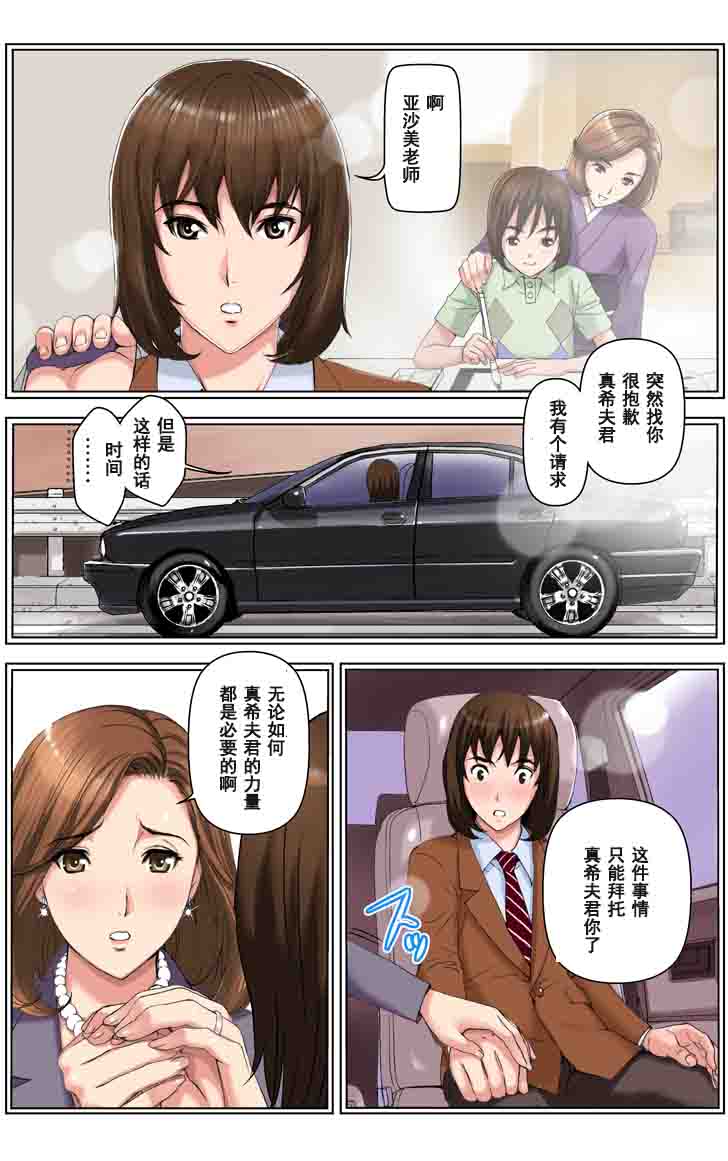 啊
亚沙美老师
突然找你
很抱歉
真希夫君
我有个请求
但是
这样的话
时间
………
………
这件事情
只能拜托
真希夫君你了
ズッ
无论如何
真希夫君的力量
都是必要的啊